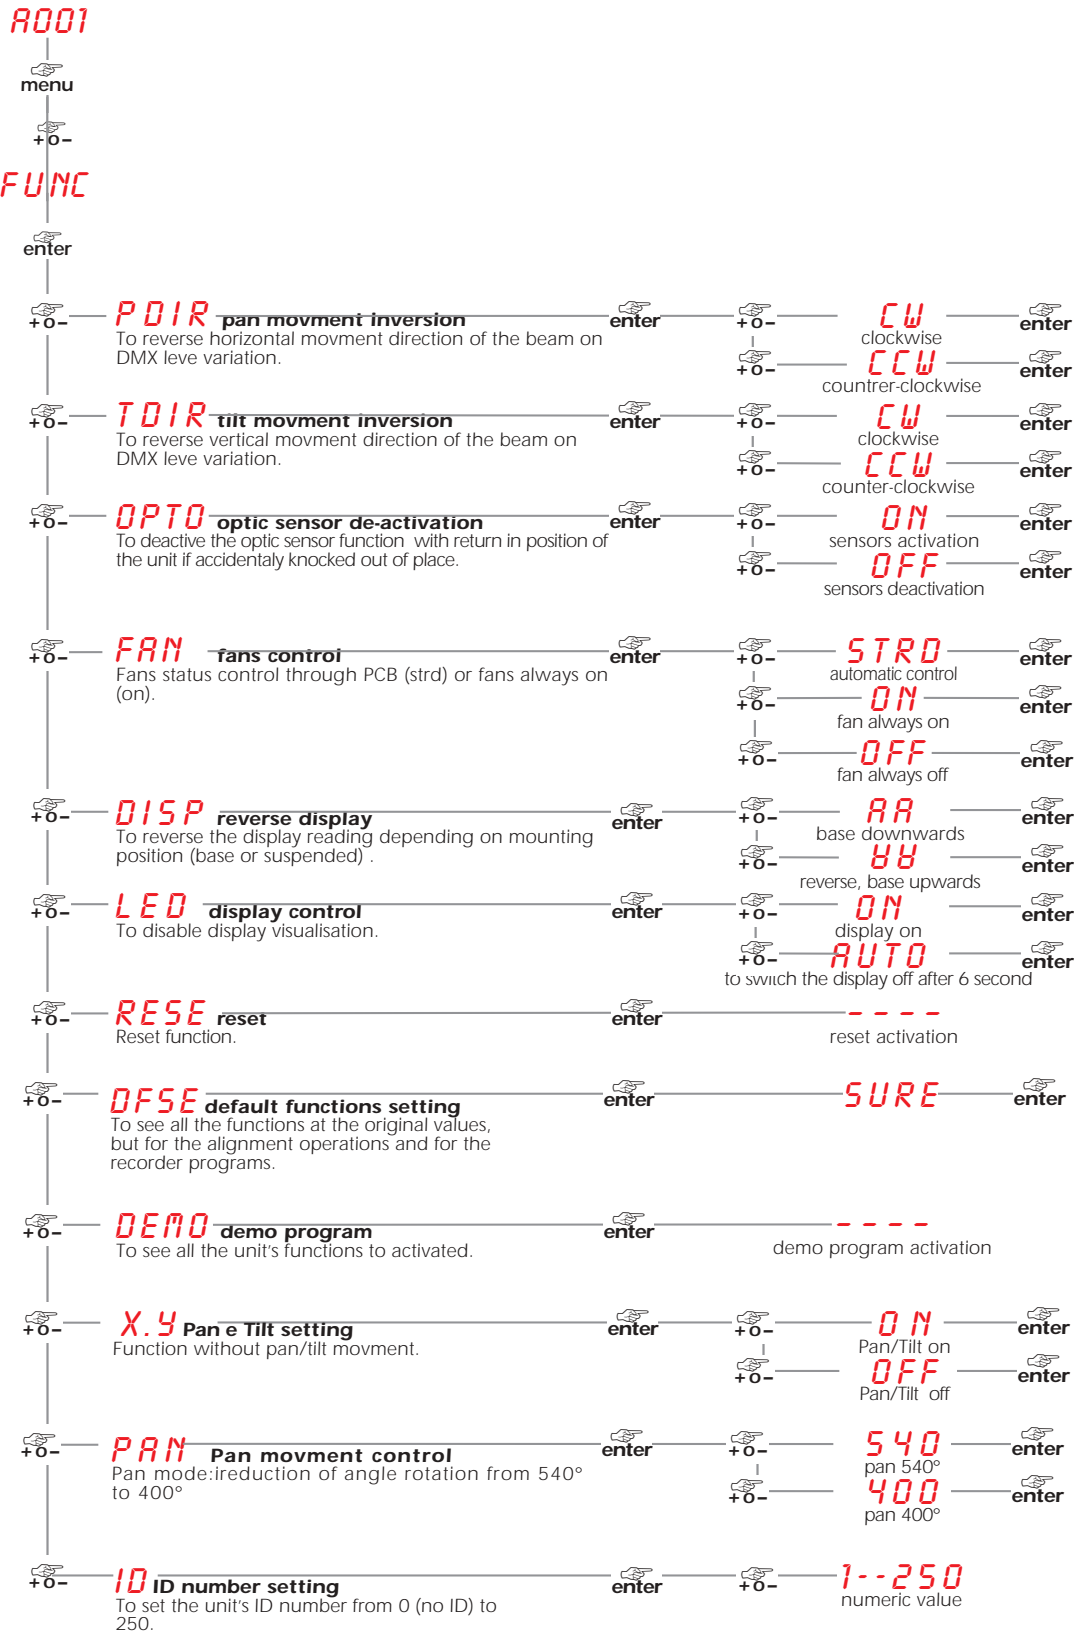 A001
menu
+o-
FUNC
enter
+o- PDIR pan movment inversion enter +o- CW enter
To reverse horizontal movment direction of the beam on clockwise
DMX leve variation. +o- CCW enter
countrer-clockwise
+o- TDIR tilt movment inversion enter +o- CW enter
To reverse vertical movment direction of the beam on clockwise
DMX leve variation. +o- CCW enter
counter-clockwise
+o- OPTO optic sensor de-activation enter +o- ON enter
To deactive the optic sensor function with return in position of sensors activation
the unit if accidentaly knocked out of place. +o- OFF enter
sensors deactivation
+o- FAN fans control enter +o- STRD enter
Fans status control through PCB (strd) or fans always on automatic control
(on). +o- ON enter
fan always on
+o- OFF enter
fan always off
+o- DISP reverse display enter +o- AA enter
To reverse the display reading depending on mounting base downwards
position (base or suspended) . +o- enter
reverse, base upwards
+o- LED display control enter +o- ON enter
To disable display visualisation. display on
+o- AUTO enter
to switch the display off after 6 second
+o- RESE reset enter ----
Reset function. reset activation
+o- DFSE default functions setting enter SURE enter
To see all the functions at the original values,
but for the alignment operations and for the
recorder programs.
+o- DEMO demo program enter ----
To see all the unit's functions to activated. demo program activation
+o- X.Y Pan e Tilt setting enter +o- ON enter
Function without pan/tilt movment. Pan/Tilt on
+o- OFF enter
Pan/Tilt off
+o- PAN Pan movment control enter +o- 540 enter
Pan mode:ireduction of angle rotation from 540° pan 540°
to 400° +o- 400 enter
pan 400°
+o- ID ID number setting enter +o- 1--250
To set the unit's ID number from 0 (no ID) to numeric value
250.